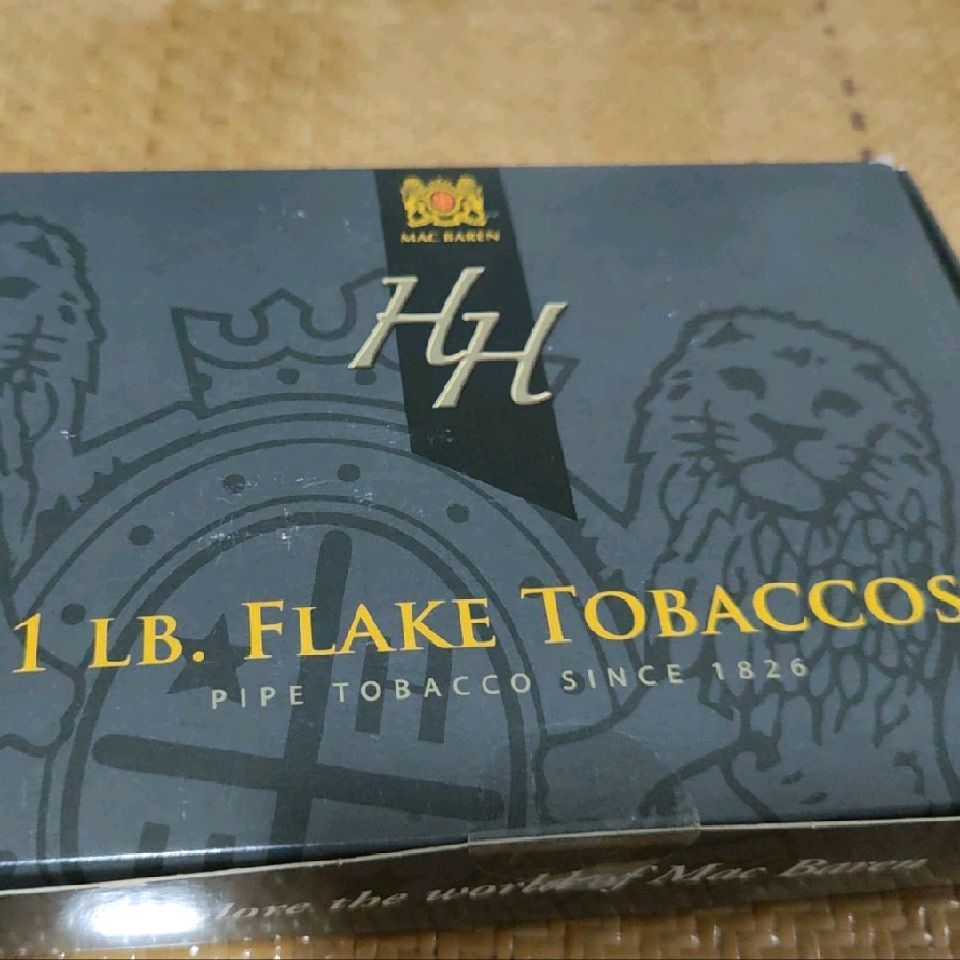 MAC BAREN
HH
1 LB. FLAKE TOBACCOS
PIPE TOBACCO SINCE 1826
the world of Mac Baren